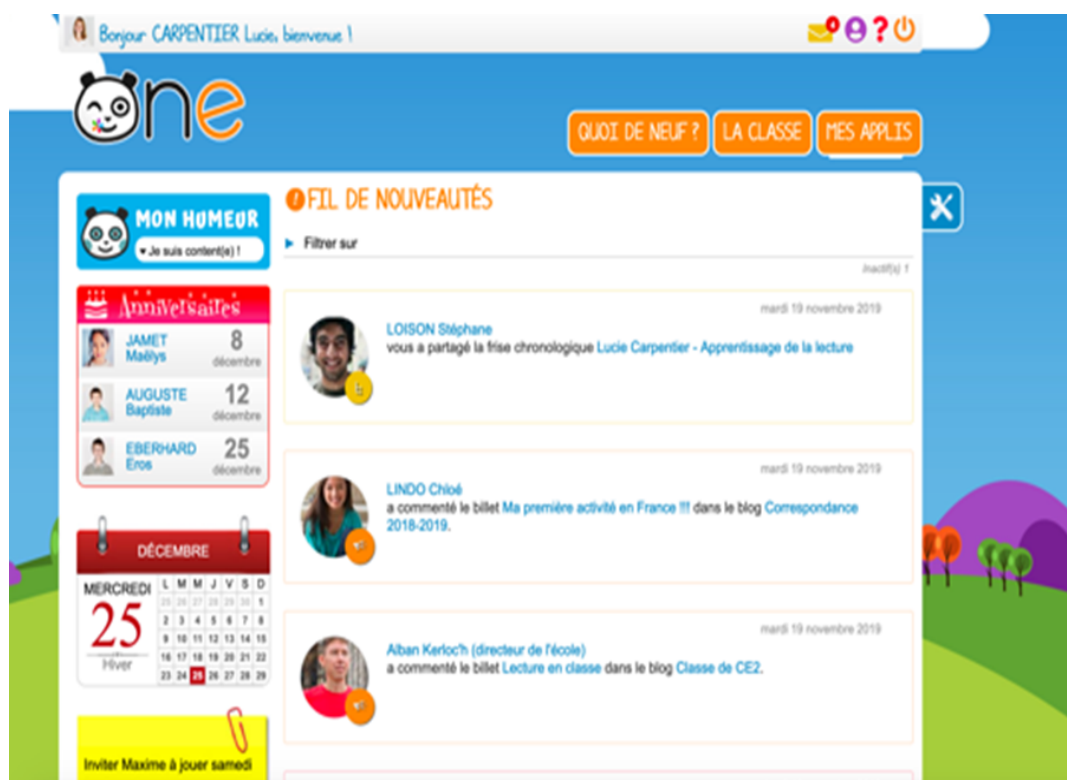 Bonjour CARPENTIER Lucie, bienvenue !
One
QUOI DE NEUF ?
LA CLASSE
MES APPLIS
MON HUMEUR
♥ Je suis content(e) !
Anniversaires
JAMET
Maëlys
8
décembre
AUGUSTE
Baptiste
12
décembre
EBERHARD
Eros
25
décembre
DÉCEMBRE
MERCREDI
25
Hiver
L M M J V S D
25 26 27 28 29 30 1
2 3 4 5 6 7 8
9 10 11 12 13 14 15
16 17 18 19 20 21 22
23 24 25 26 27 28 29
Inviter Maxime à jouer samedi
FIL DE NOUVEAUTÉS
Filtrer sur
Inactif(s) 1
mardi 19 novembre 2019
LOISON Stéphane
vous a partagé la frise chronologique Lucie Carpentier - Apprentissage de la lecture
mardi 19 novembre 2019
LINDO Chloé
a commenté le billet Ma première activité en France !!! dans le blog Correspondance
2018-2019.
mardi 19 novembre 2019
Alban Kerloc'h (directeur de l'école)
a commenté le billet Lecture en classe dans le blog Classe de CE2.